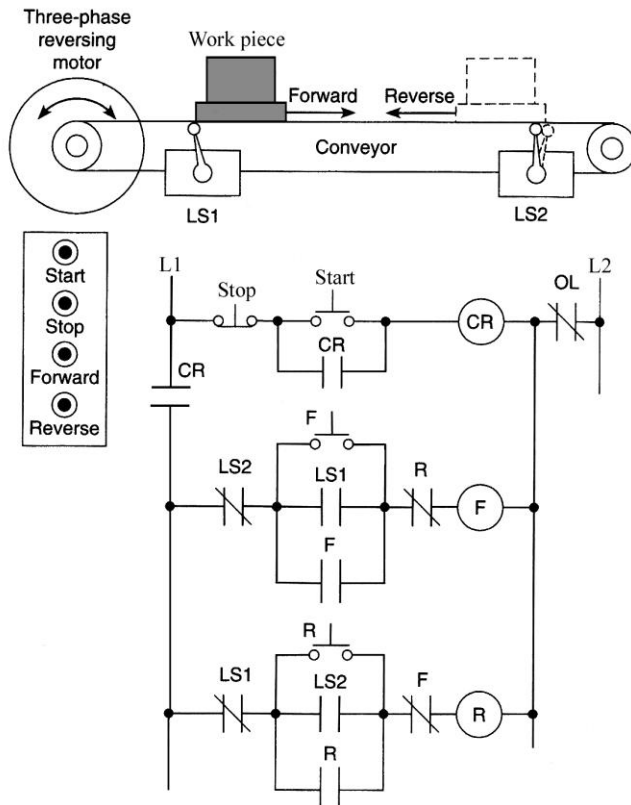 Three-phase
reversing
motor
Work piece
Forward
Reverse
Conveyor
LS1
LS2
Start
Stop
Forward
Reverse
L1
Stop
Start
OL
L2
CR
CR
CR
F
LS2
LS1
R
F
F
R
LS1
LS2
F
R
R